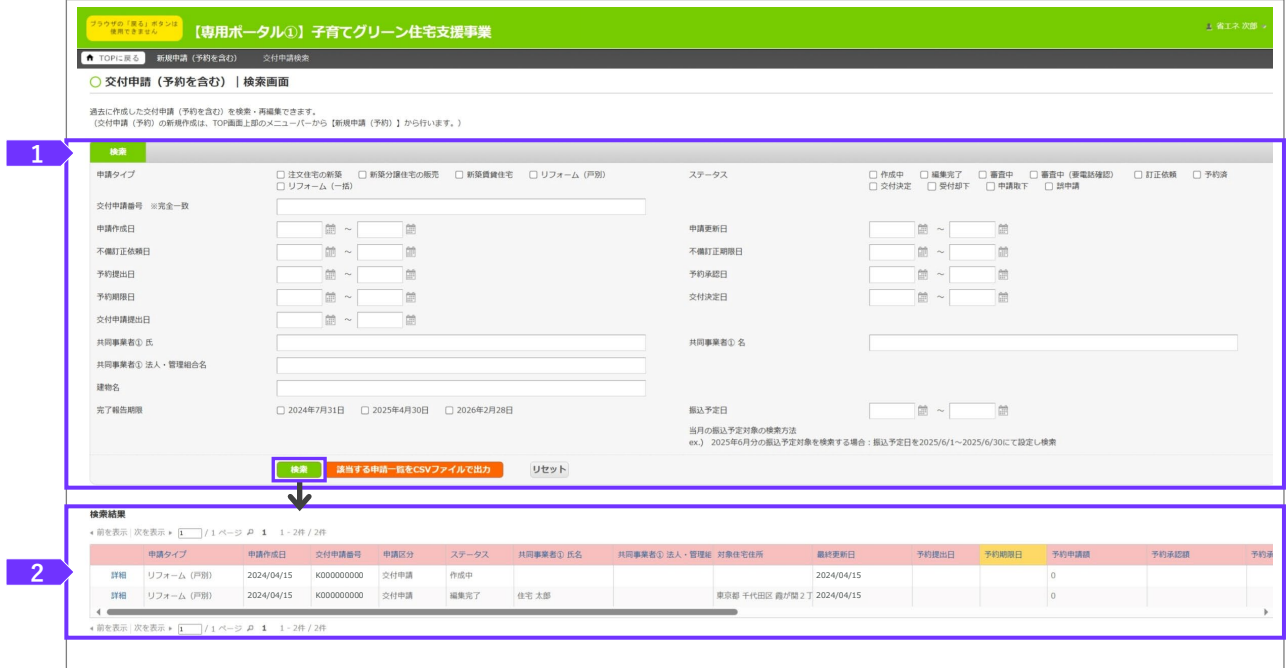 ブラウザの「戻る」ボタンは
使用できません
【専用ポータル①】子育てグリーン住宅支援事業
省エネ 次郎
TOPに戻る 新規申請（予約を含む） 交付申請検索
交付申請（予約を含む）｜検索画面
過去に作成した交付申請（予約を含む）を検索・再編集できます。
（交付申請（予約）の新規作成は、TOP画面上部のメニューバーから【新規申請（予約）】から行います。）
1
検索
申請タイプ 注文住宅の新築 新築分譲住宅の販売 新築賃貸住宅 リフォーム（戸別） ステータス 作成中 編集完了 審査中 審査中（要電話確認） 訂正依頼 予約済
リフォーム（一括） 交付決定 受付却下 申請取下 誤申請
交付申請番号 ※完全一致
申請作成日 ～ 申請更新日 ～
不備訂正依頼日 ～ 不備訂正期限日 ～
予約提出日 ～ 予約承認日 ～
予約期限日 ～ 交付決定日 ～
交付申請提出日 ～
共同事業者① 氏 共同事業者① 名
共同事業者① 法人・管理組合名
建物名
完了報告期限 2024年7月31日 2025年4月30日 2026年2月28日 振込予定日 ～
当月の振込予定対象の検索方法
ex.) 2025年6月分の振込予定対象を検索する場合：振込予定日を2025/6/1～2025/6/30にて設定し検索
検索 該当する申請一覧をCSVファイルで出力 リセット
2
検索結果
前を表示 次を表示 1 / 1 ページ 1 1 - 2件 / 2件
申請タイプ 申請作成日 交付申請番号 申請区分 ステータス 共同事業者① 氏名 共同事業者① 法人・管理組 対象住宅住所 最終更新日 予約提出日 予約期限日 予約申請額 予約承認額 予約承
詳細 リフォーム（戸別） 2024/04/15 K000000000 交付申請 作成中 2024/04/15 0
詳細 リフォーム（戸別） 2024/04/15 K000000000 交付申請 編集完了 住宅 太郎 東京都 千代田区 霞が関２丁 2024/04/15 0
前を表示 次を表示 1 / 1 ページ 1 1 - 2件 / 2件